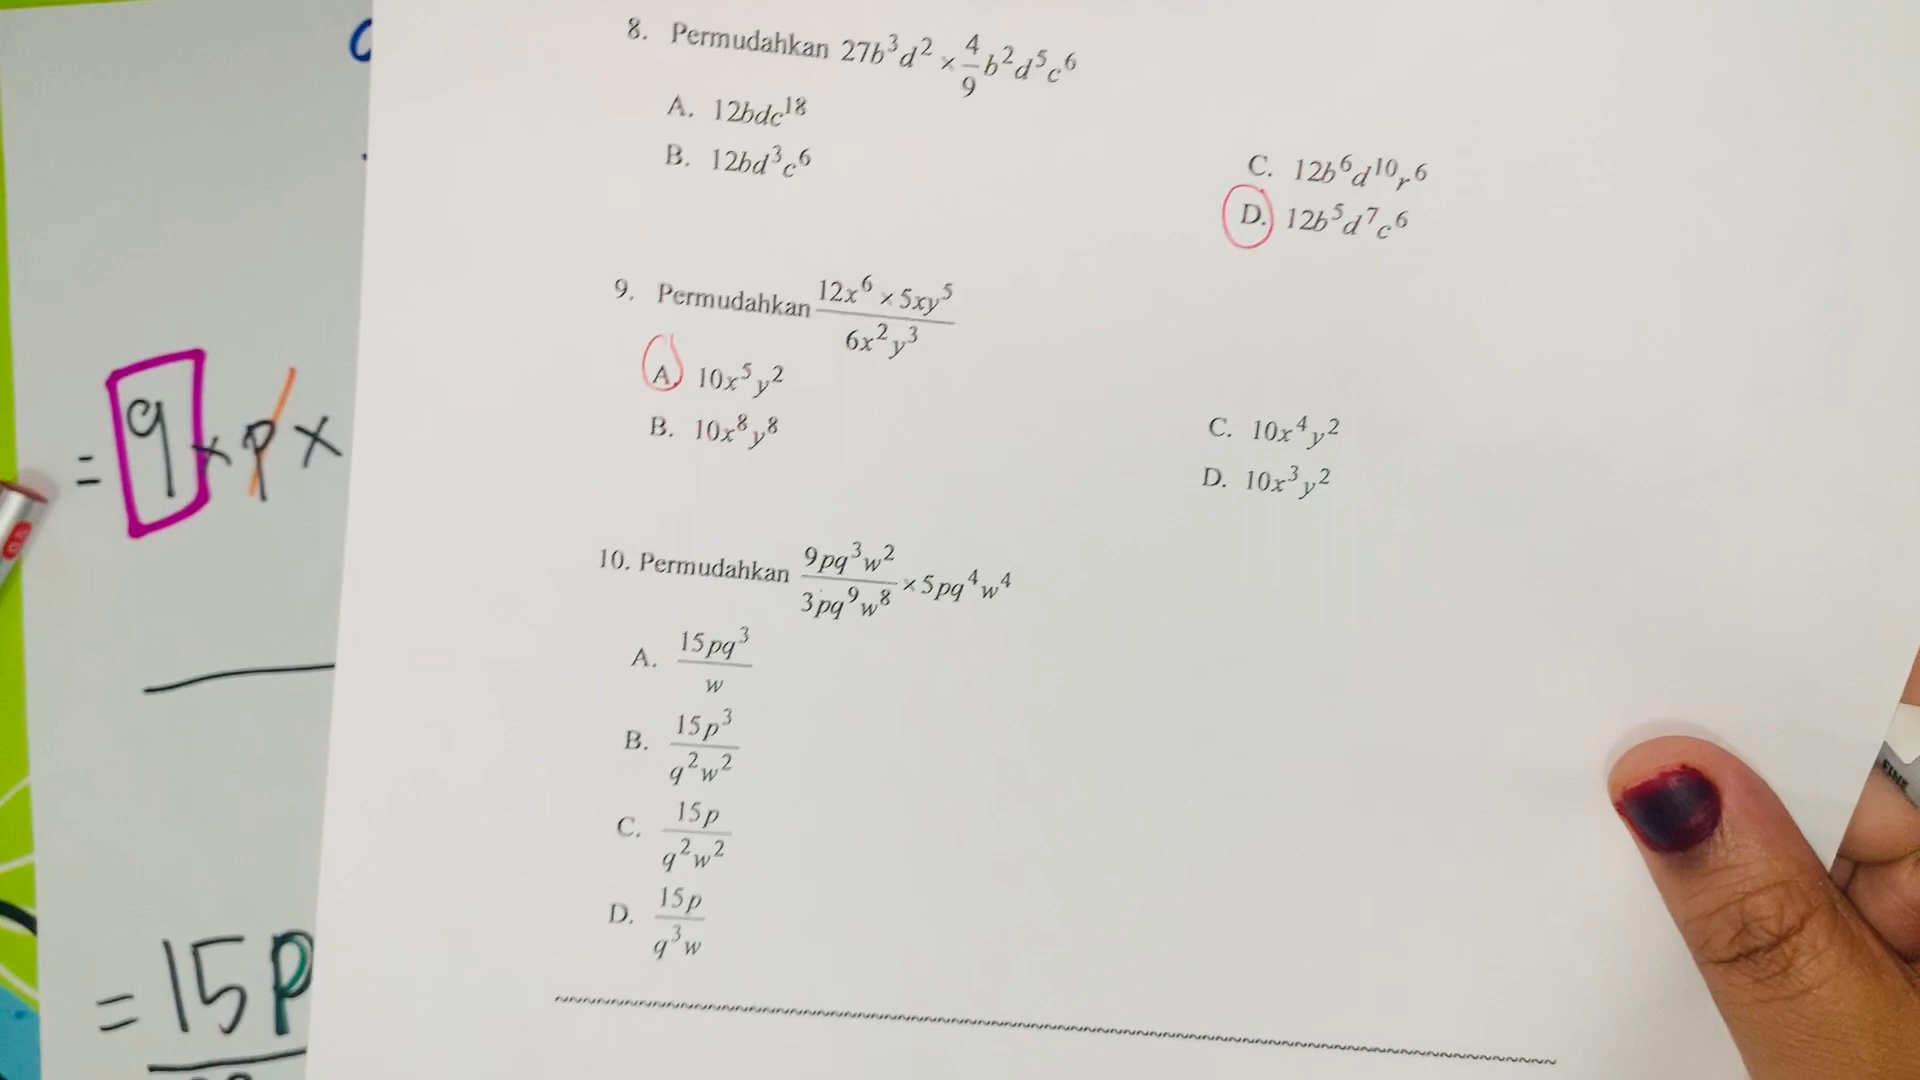 8. Permudahkan 27b³d² × 4/9 b²d⁵c⁶
A. 12bdc¹⁸
B. 12bd³c⁶
C. 12b⁶d¹⁰r⁶
D. 12b⁵d⁷c⁶
9. Permudahkan (12x⁶ × 5xy⁵)/(6x²y³)
A. 10x⁵y²
B. 10x⁸y⁸
C. 10x⁴y²
D. 10x³y²
10. Permudahkan (9pq³w²)/(3pq⁹w⁸) × 5pq⁴w⁴
A. (15pq³)/w
B. (15p³)/(q²w²)
C. (15p)/(q²w²)
D. (15p)/(q³w)
= 9 × p ×
= 15p